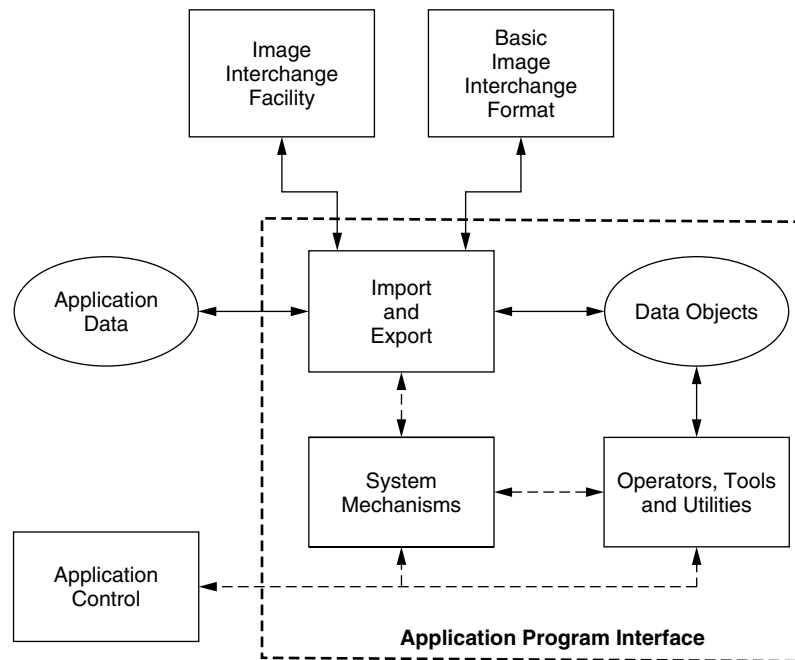 Image
Interchange
Facility
Basic
Image
Interchange
Format
Application
Data
Import
and
Export
Data Objects
System
Mechanisms
Operators, Tools
and Utilities
Application
Control
Application Program Interface